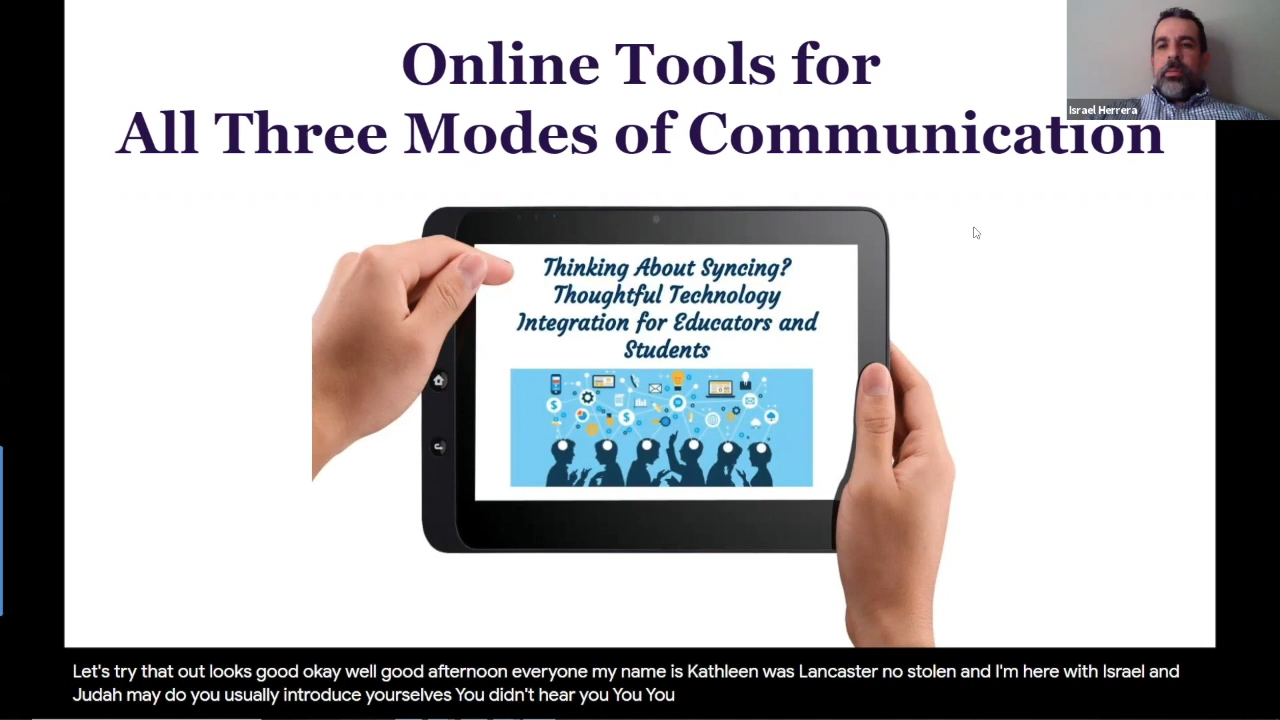 Online Tools for
All Three Modes of Communication
Israel Herrera
Thinking About Syncing?
Thoughtful Technology
Integration for Educators and
Students
Let's try that out looks good okay well good afternoon everyone my name is Kathleen was Lancaster no stolen and I'm here with Israel and
Judah may do you usually introduce yourselves You didn't hear you You You